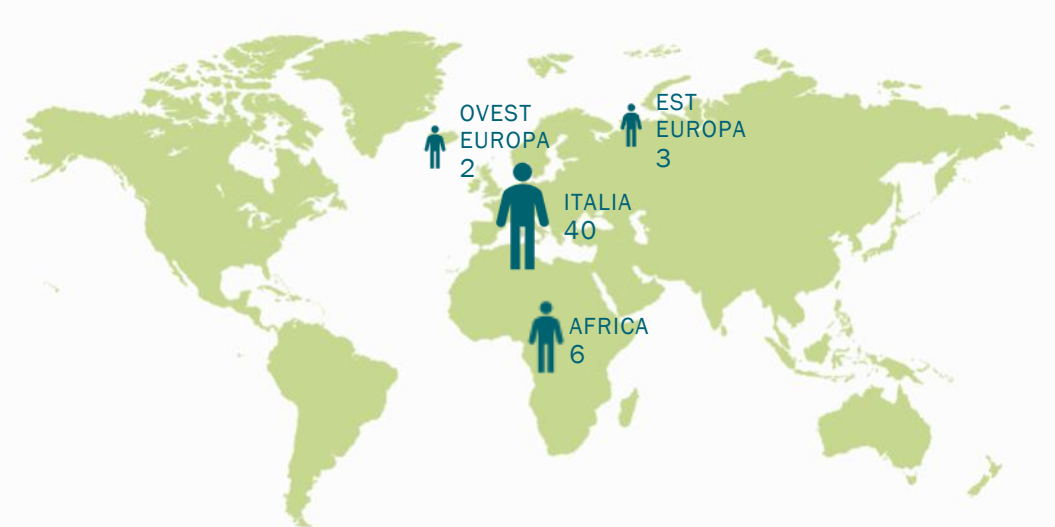 OVEST
EUROPA
2
EST
EUROPA
3
ITALIA
40
AFRICA
6